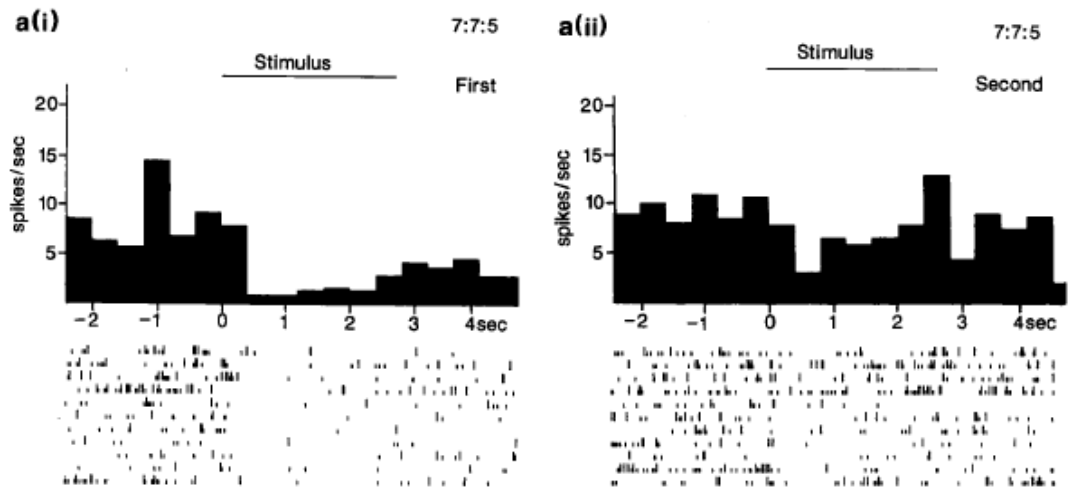 a(i)
7:7:5
Stimulus
First
20
15
10
5
spikes/sec
-2 -1 0 1 2 3 4sec
a(ii)
7:7:5
Stimulus
Second
20
15
10
5
spikes/sec
-2 -1 0 1 2 3 4sec